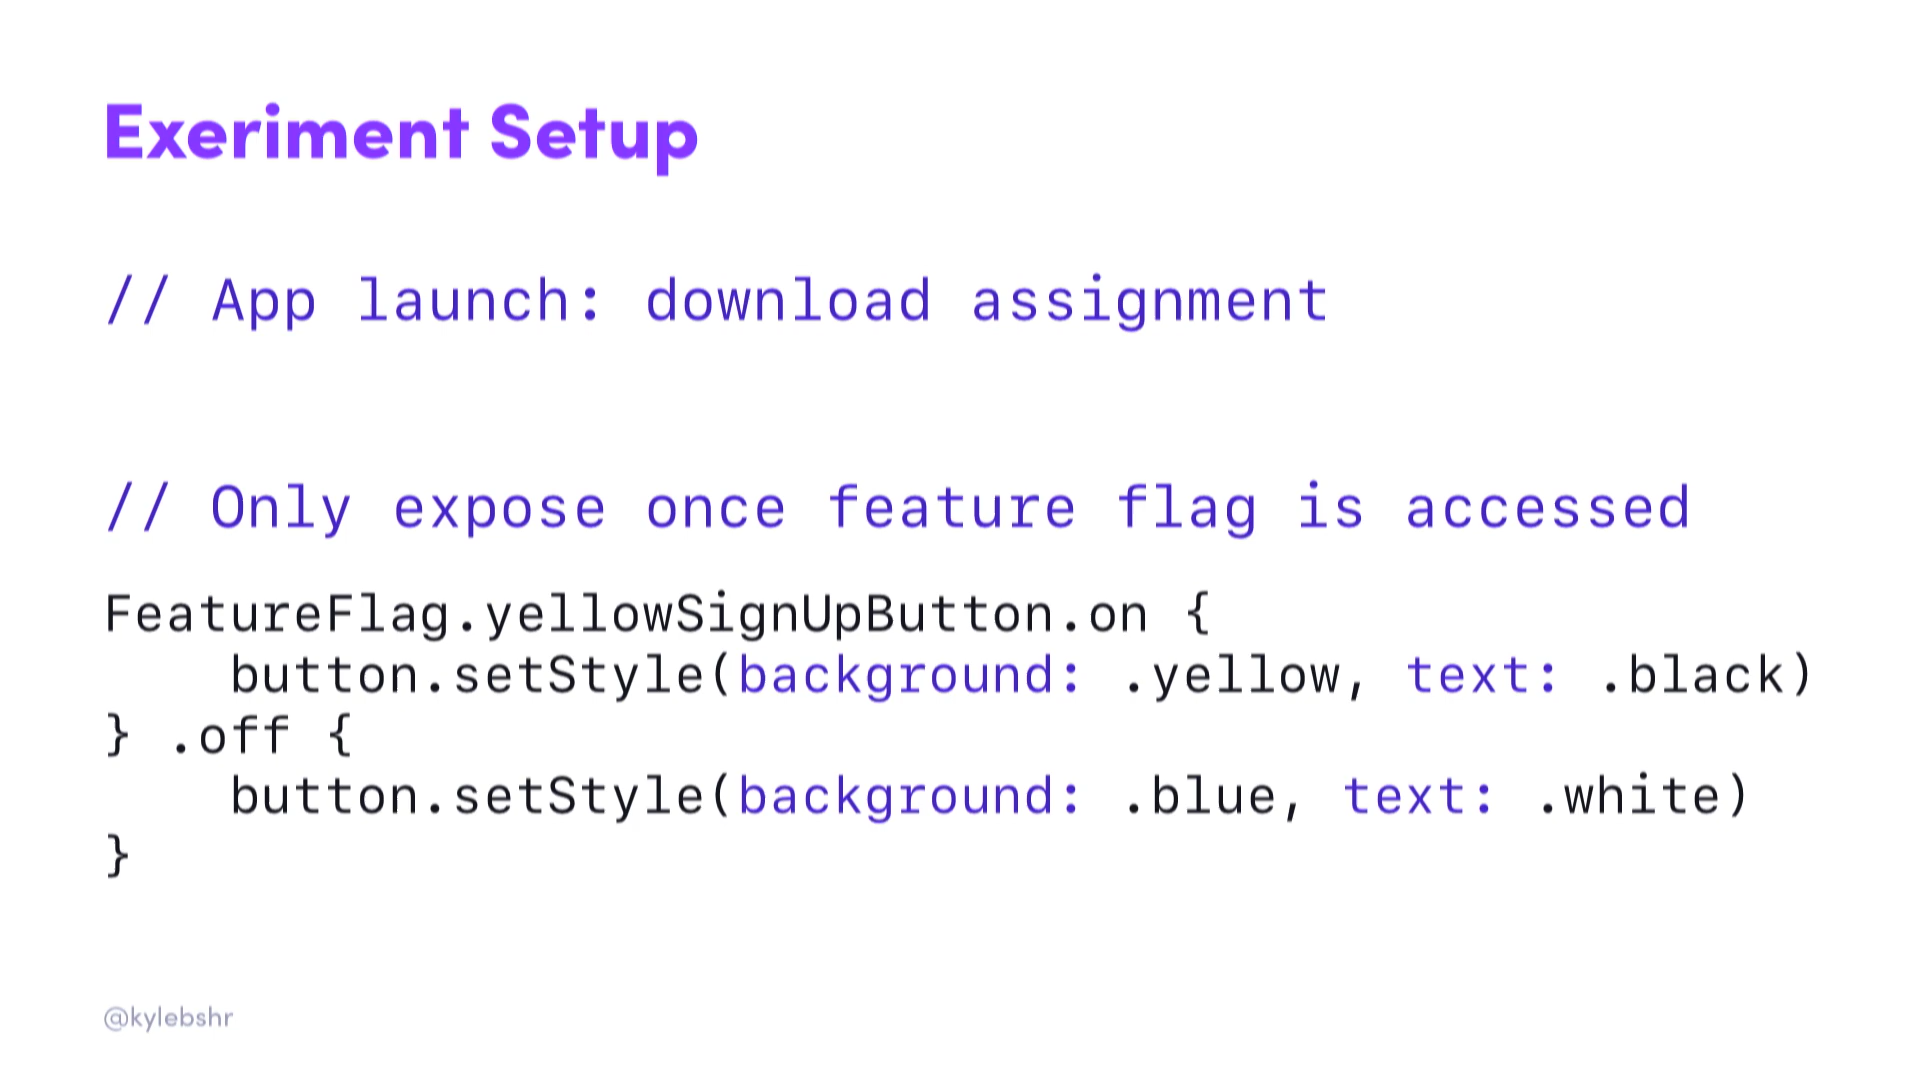 Exeriment Setup
// App launch: download assignment
// Only expose once feature flag is accessed
FeatureFlag.yellowSignUpButton.on {
    button.setStyle(background: .yellow, text: .black)
} .off {
    button.setStyle(background: .blue, text: .white)
}
@kylebshr